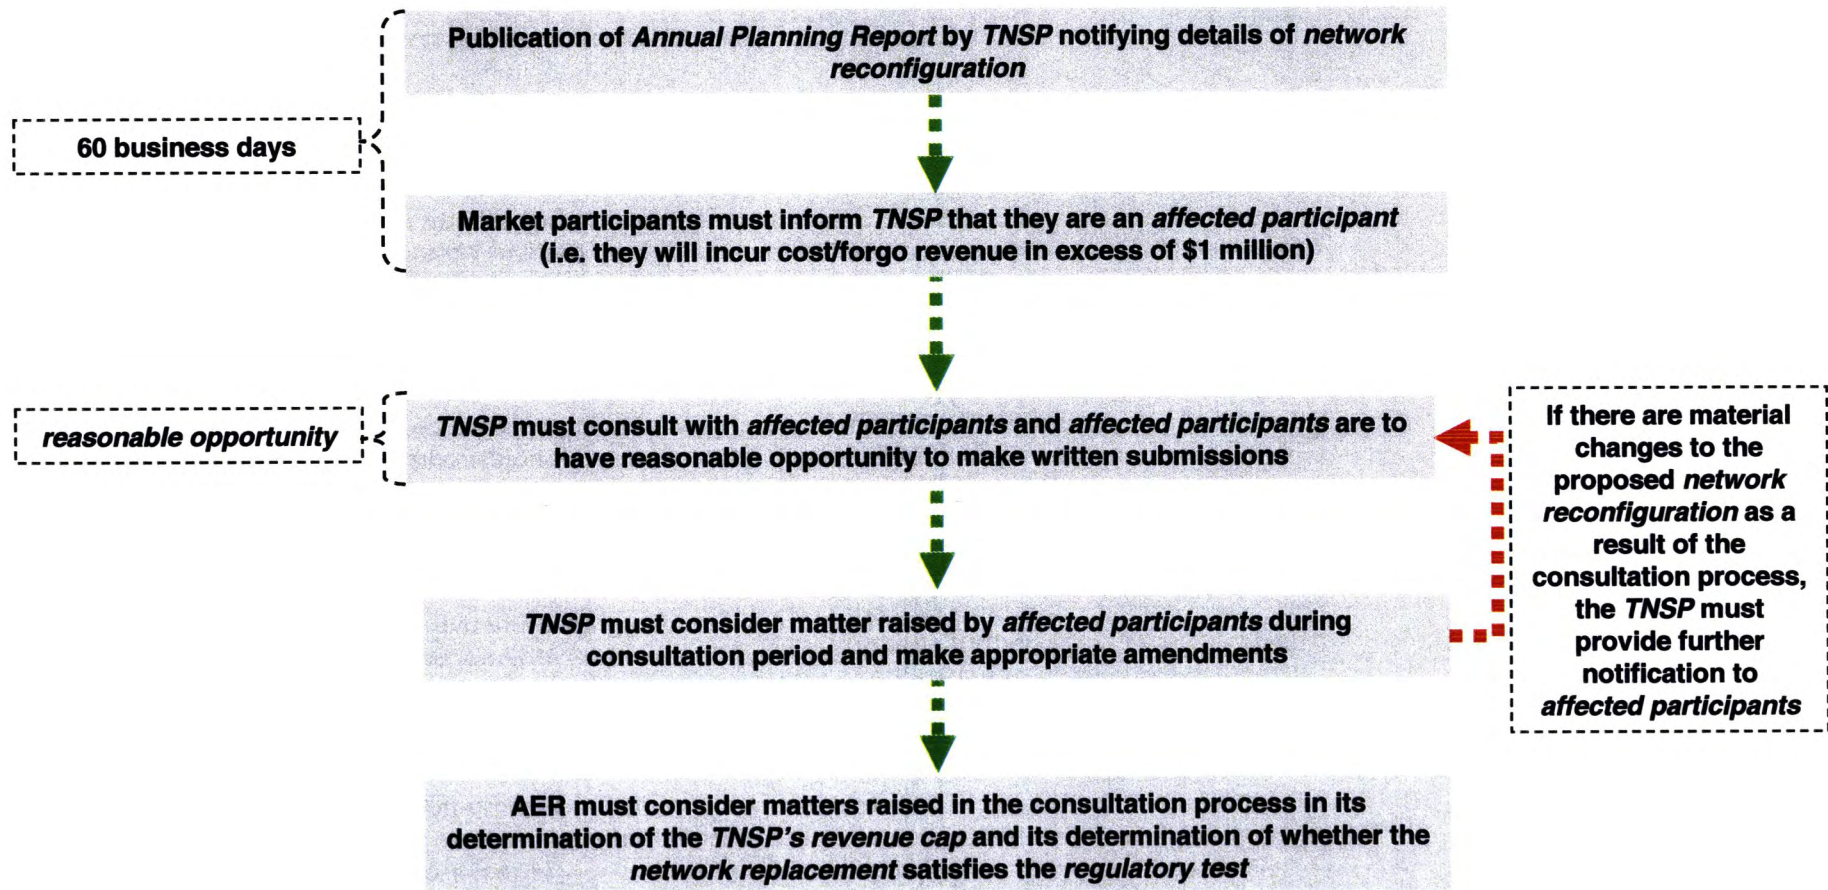 Publication of Annual Planning Report by TNSP notifying details of network
reconfiguration
60 business days
Market participants must inform TNSP that they are an affected participant
(i.e. they will incur cost/forgo revenue in excess of $1 million)
reasonable opportunity
TNSP must consult with affected participants and affected participants are to
have reasonable opportunity to make written submissions
If there are material
changes to the
proposed network
reconfiguration as a
result of the
consultation process,
the TNSP must
provide further
notification to
affected participants
TNSP must consider matter raised by affected participants during
consultation period and make appropriate amendments
AER must consider matters raised in the consultation process in its
determination of the TNSP's revenue cap and its determination of whether the
network replacement satisfies the regulatory test